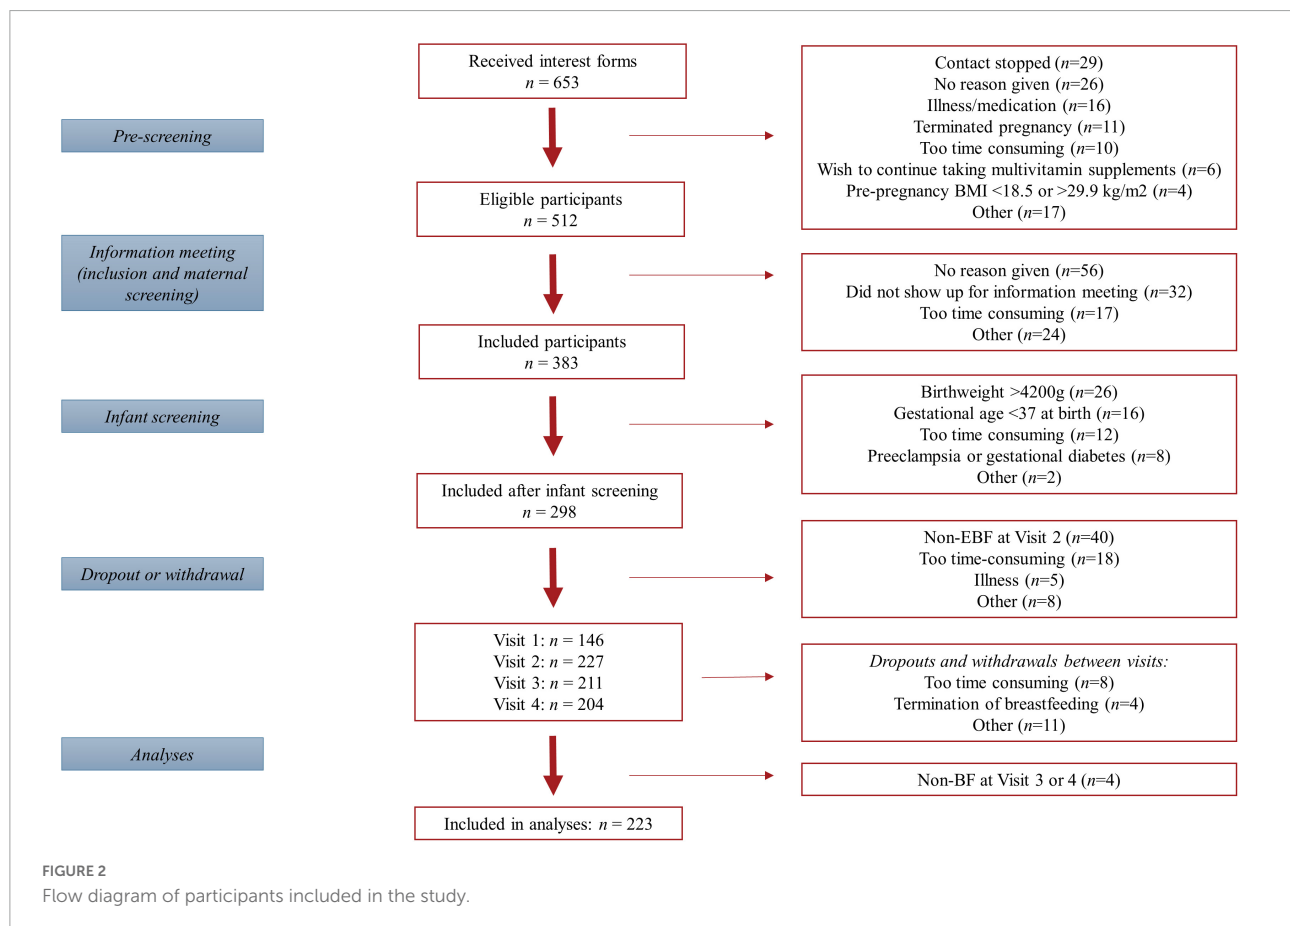 Received interest forms
n = 653
Contact stopped (n=29)
No reason given (n=26)
Illness/medication (n=16)
Terminated pregnancy (n=11)
Too time consuming (n=10)
Wish to continue taking multivitamin supplements (n=6)
Pre-pregnancy BMI <18.5 or >29.9 kg/m2 (n=4)
Other (n=17)
Pre-screening
Eligible participants
n = 512
Information meeting
(inclusion and maternal
screening)
No reason given (n=56)
Did not show up for information meeting (n=32)
Too time consuming (n=17)
Other (n=24)
Included participants
n = 383
Infant screening
Birthweight >4200g (n=26)
Gestational age <37 at birth (n=16)
Too time consuming (n=12)
Preeclampsia or gestational diabetes (n=8)
Other (n=2)
Included after infant screening
n = 298
Dropout or withdrawal
Non-EBF at Visit 2 (n=40)
Too time-consuming (n=18)
Illness (n=5)
Other (n=8)
Visit 1: n = 146
Visit 2: n = 227
Visit 3: n = 211
Visit 4: n = 204
Dropouts and withdrawals between visits:
Too time consuming (n=8)
Termination of breastfeeding (n=4)
Other (n=11)
Analyses
Non-BF at Visit 3 or 4 (n=4)
Included in analyses: n = 223
FIGURE 2
Flow diagram of participants included in the study.